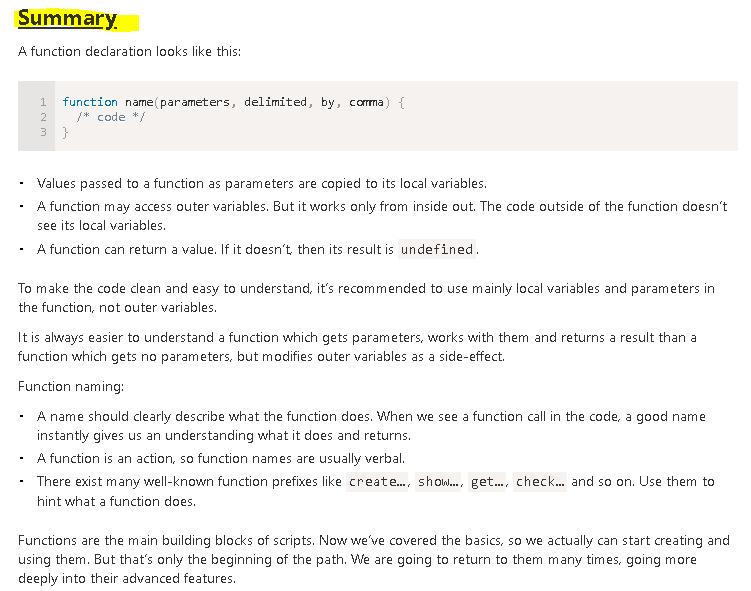 Summary
A function declaration looks like this:
1 function name(parameters, delimited, by, comma) {
2   /* code */
3 }
• Values passed to a function as parameters are copied to its local variables.
• A function may access outer variables. But it works only from inside out. The code outside of the function doesn’t
see its local variables.
• A function can return a value. If it doesn’t, then its result is undefined.
To make the code clean and easy to understand, it’s recommended to use mainly local variables and parameters in
the function, not outer variables.
It is always easier to understand a function which gets parameters, works with them and returns a result than a
function which gets no parameters, but modifies outer variables as a side-effect.
Function naming:
• A name should clearly describe what the function does. When we see a function call in the code, a good name
instantly gives us an understanding what it does and returns.
• A function is an action, so function names are usually verbal.
• There exist many well-known function prefixes like create…, show…, get…, check… and so on. Use them to
hint what a function does.
Functions are the main building blocks of scripts. Now we’ve covered the basics, so we actually can start creating and
using them. But that’s only the beginning of the path. We are going to return to them many times, going more
deeply into their advanced features.